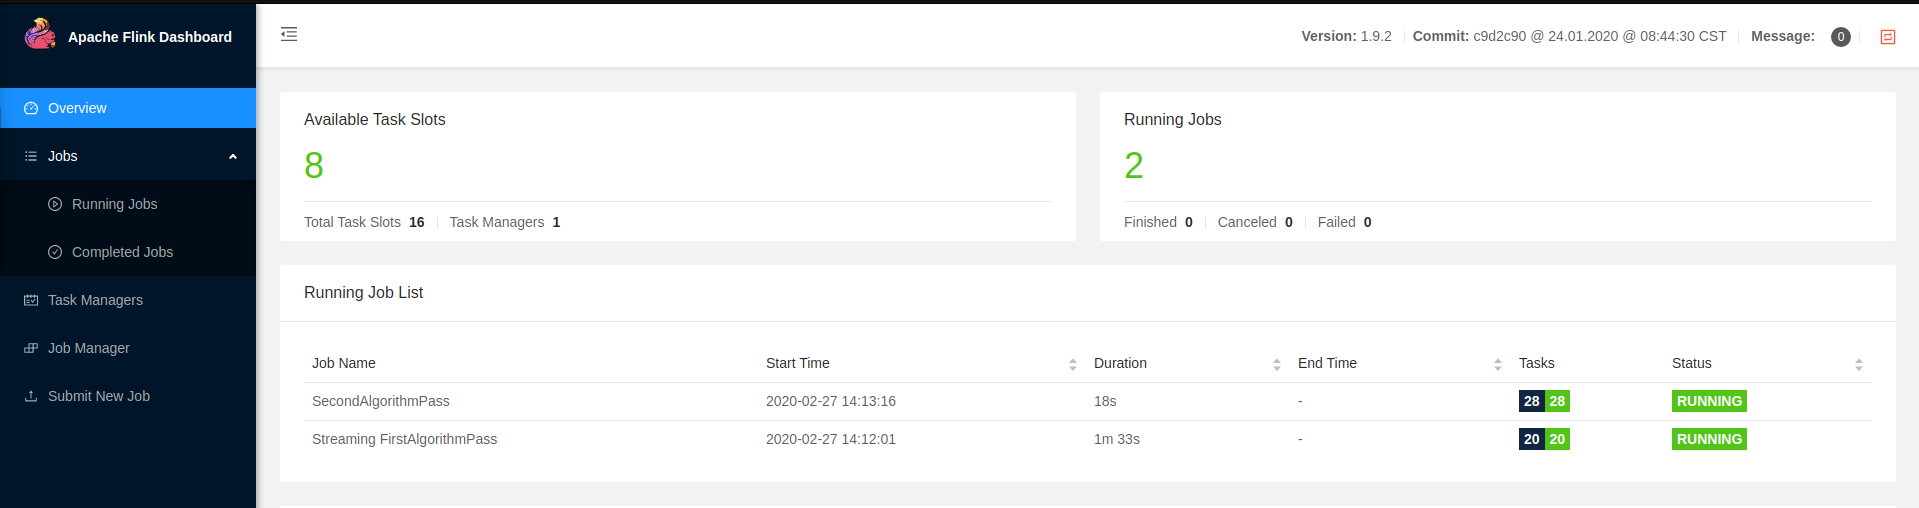 Apache Flink Dashboard
Version: 1.9.2 Commit: c9d2c90 @ 24.01.2020 @ 08:44:30 CST Message: 0
Overview
Jobs
Running Jobs
Completed Jobs
Task Managers
Job Manager
Submit New Job
Available Task Slots
8
Total Task Slots 16 Task Managers 1
Running Jobs
2
Finished 0 Canceled 0 Failed 0
Running Job List
Job Name Start Time Duration End Time Tasks Status
SecondAlgorithmPass 2020-02-27 14:13:16 18s - 28 28 RUNNING
Streaming FirstAlgorithmPass 2020-02-27 14:12:01 1m 33s - 20 20 RUNNING